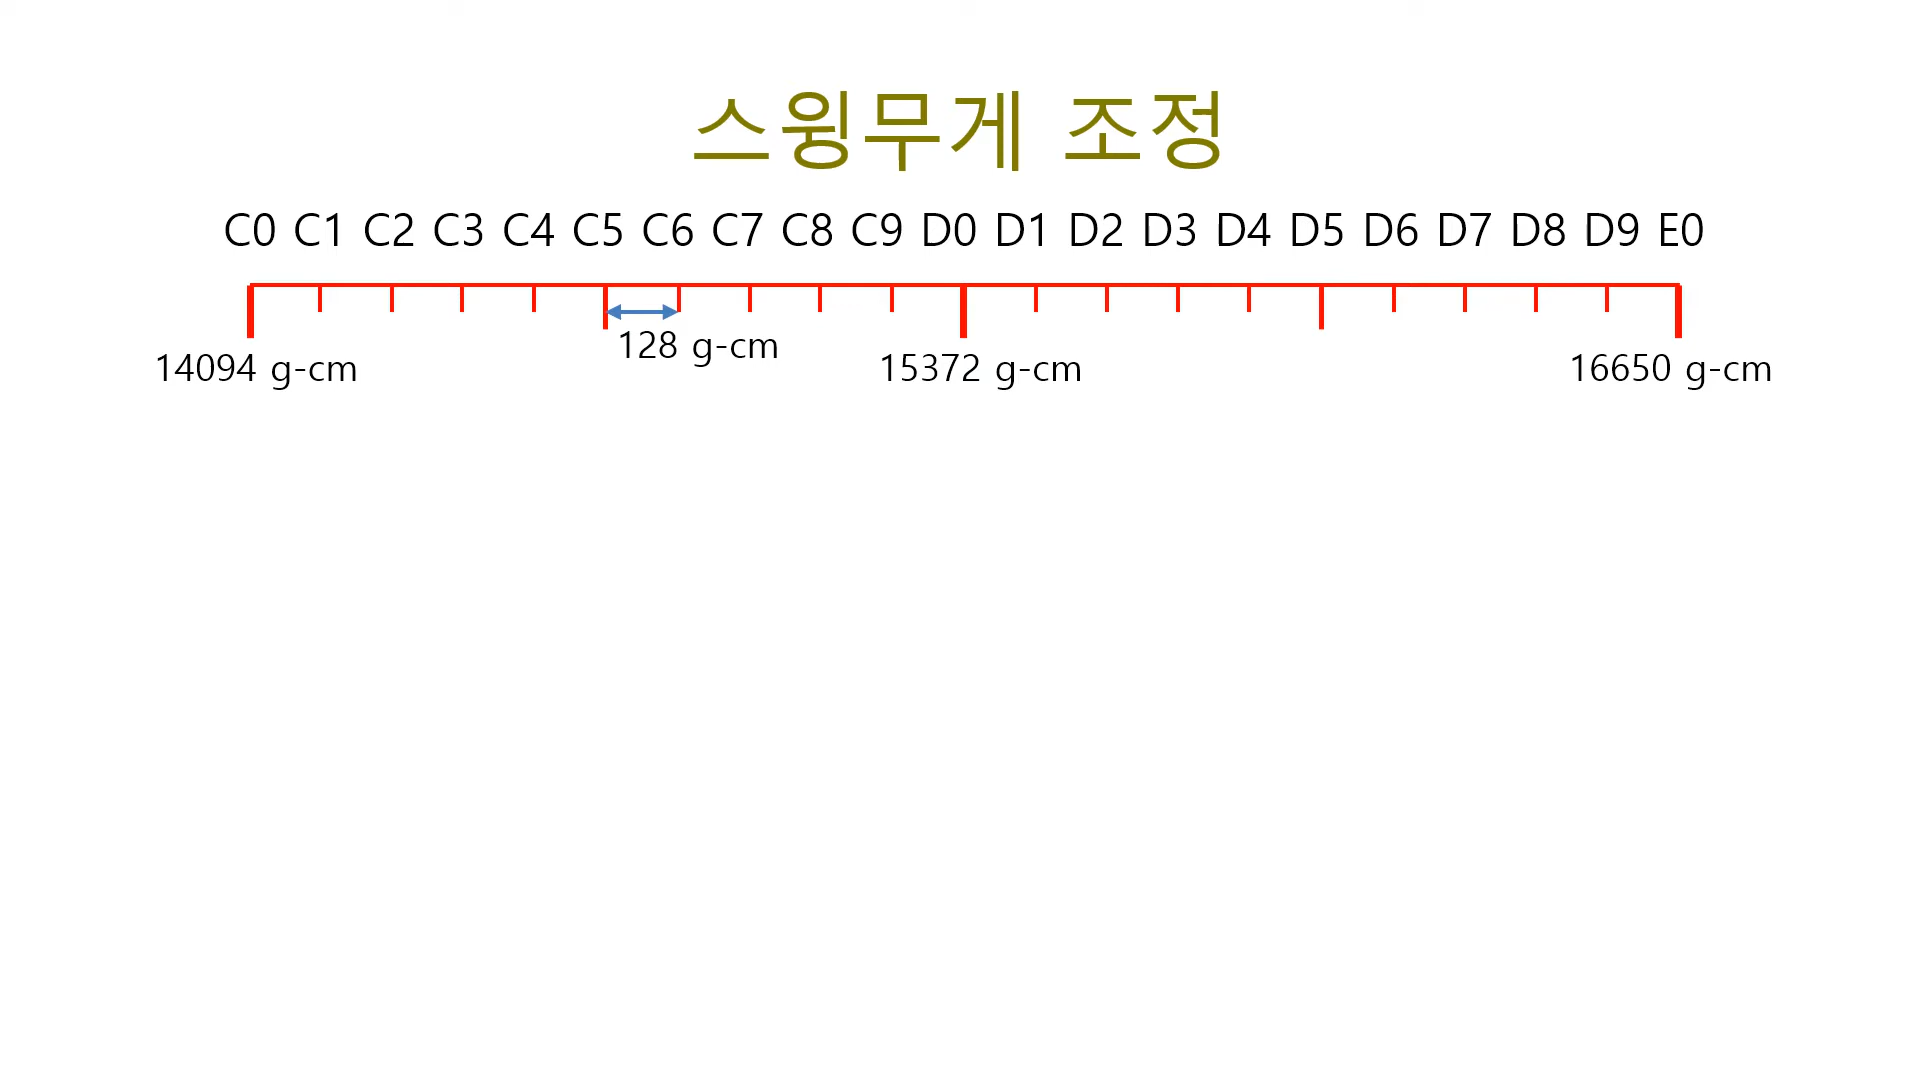 스윙무게 조정
C0 C1 C2 C3 C4 C5 C6 C7 C8 C9 D0 D1 D2 D3 D4 D5 D6 D7 D8 D9 E0
128 g-cm
14094 g-cm 15372 g-cm 16650 g-cm